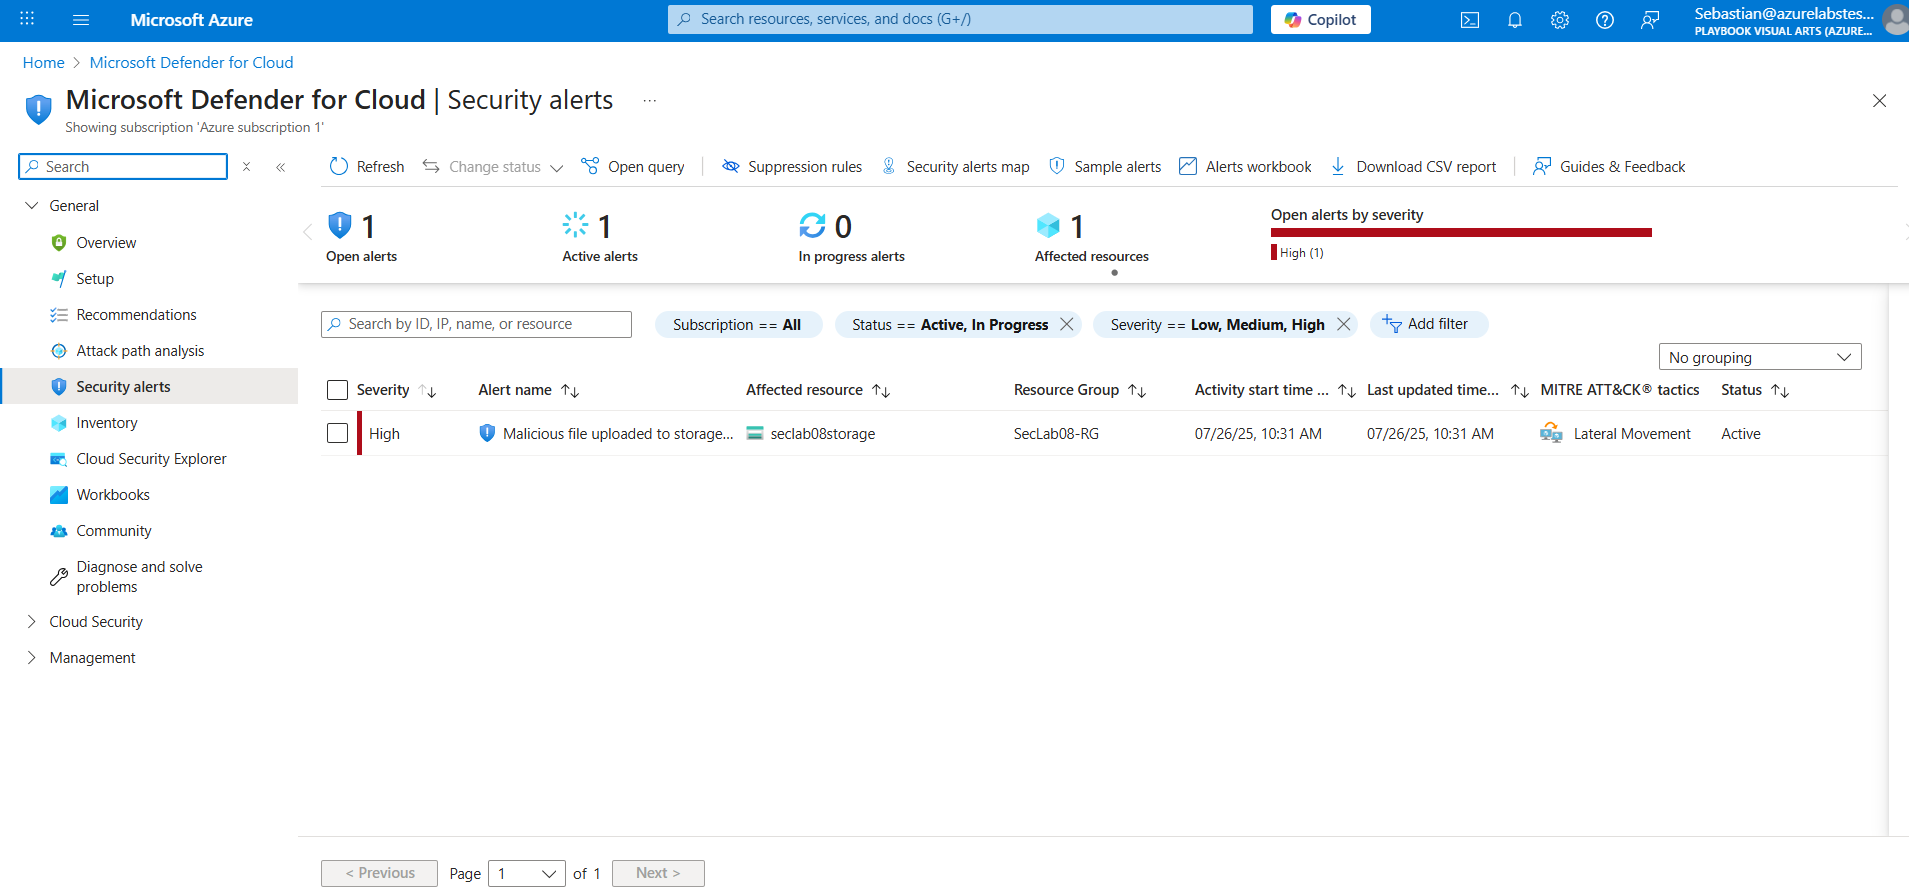 Microsoft Azure
Search resources, services, and docs (G+/)
Copilot
Sebastian@azurelabstes...
PLAYBOOK VISUAL ARTS (AZURE...
Home > Microsoft Defender for Cloud
Microsoft Defender for Cloud | Security alerts ...
Showing subscription 'Azure subscription 1'
Search
General
Overview
Setup
Recommendations
Attack path analysis
Security alerts
Inventory
Cloud Security Explorer
Workbooks
Community
Diagnose and solve
problems
Cloud Security
Management
Refresh Change status Open query Suppression rules Security alerts map Sample alerts Alerts workbook Download CSV report Guides & Feedback
1 1 0 1
Open alerts Active alerts In progress alerts Affected resources
Open alerts by severity
High (1)
Search by ID, IP, name, or resource
Subscription == All Status == Active, In Progress Severity == Low, Medium, High Add filter
No grouping
Severity Alert name Affected resource Resource Group Activity start time ... Last updated time... MITRE ATT&CK® tactics Status
High Malicious file uploaded to storage... seclab08storage SecLab08-RG 07/26/25, 10:31 AM 07/26/25, 10:31 AM Lateral Movement Active
< Previous Page 1 of 1 Next >